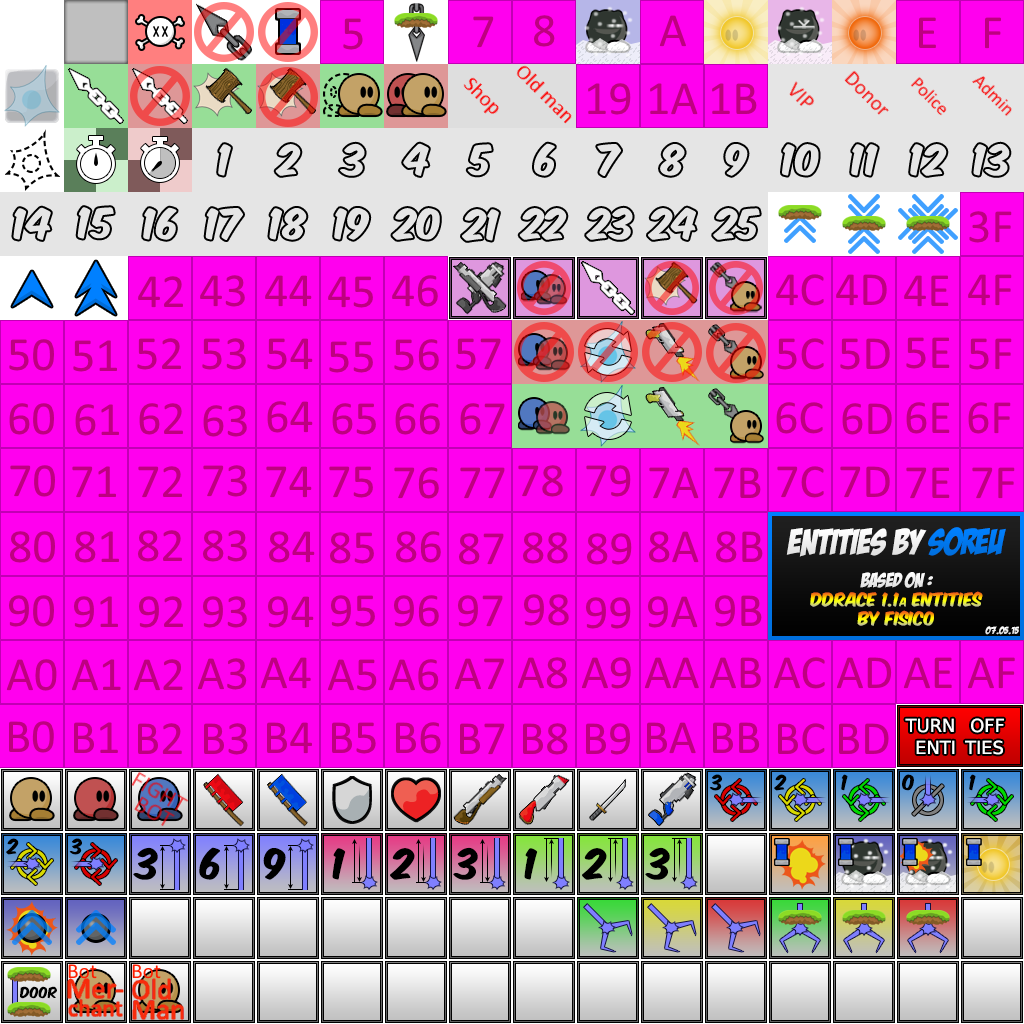 5 7 8 A E F
Shop Old man 19 1A 1B VIP Donor Police Admin
1 2 3 4 5 6 7 8 9 10 11 12 13
14 15 16 17 18 19 20 21 22 23 24 25 3F
42 43 44 45 46 4C 4D 4E 4F
50 51 52 53 54 55 56 57 5C 5D 5E 5F
60 61 62 63 64 65 66 67 6C 6D 6E 6F
70 71 72 73 74 75 76 77 78 79 7A 7B 7C 7D 7E 7F
80 81 82 83 84 85 86 87 88 89 8A 8B
ENTITIES BY SOREU
BASED ON :
DDRACE 1.1A ENTITIES
BY FISICO
07.05.15
90 91 92 93 94 95 96 97 98 99 9A 9B
A0 A1 A2 A3 A4 A5 A6 A7 A8 A9 AA AB AC AD AE AF
B0 B1 B2 B3 B4 B5 B6 B7 B8 B9 BA BB BC BD
TURN OFF
ENTI TIES
FIGHT
BOT
3 2 1 0 1
2 3 3 6 9 1 2 3 1 2 3
DOOR
Bot
Mer-
chant
Bot
Old
Man